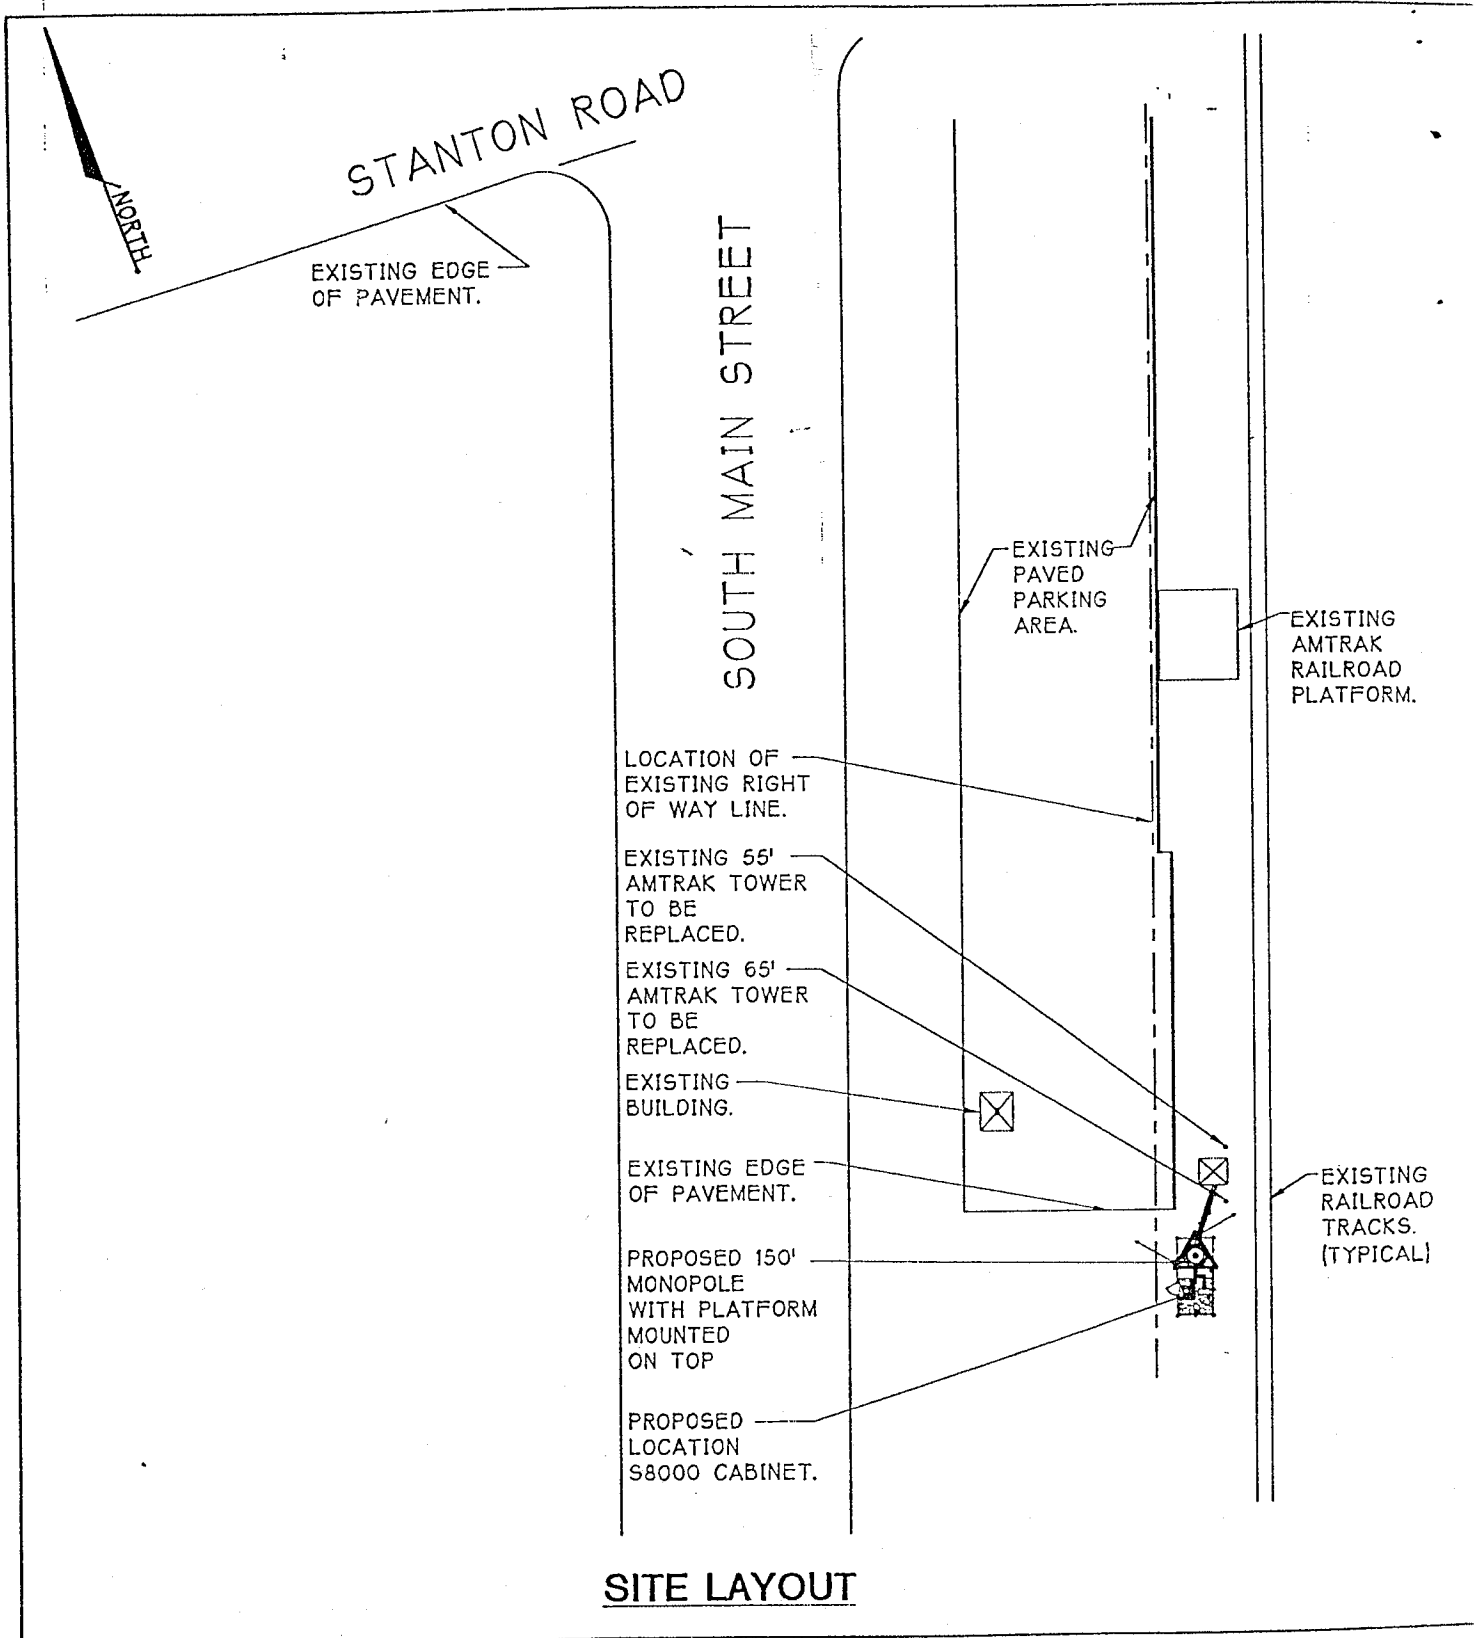 STANTON ROAD
NORTH
EXISTING EDGE
OF PAVEMENT.
SOUTH MAIN STREET
EXISTING
PAVED
PARKING
AREA.
EXISTING
AMTRAK
RAILROAD
PLATFORM.
LOCATION OF
EXISTING RIGHT
OF WAY LINE.
EXISTING 55'
AMTRAK TOWER
TO BE
REPLACED.
EXISTING 65'
AMTRAK TOWER
TO BE
REPLACED.
EXISTING
BUILDING.
EXISTING EDGE
OF PAVEMENT.
EXISTING
RAILROAD
TRACKS.
(TYPICAL)
PROPOSED 150'
MONOPOLE
WITH PLATFORM
MOUNTED
ON TOP
PROPOSED
LOCATION
S8000 CABINET.
SITE LAYOUT